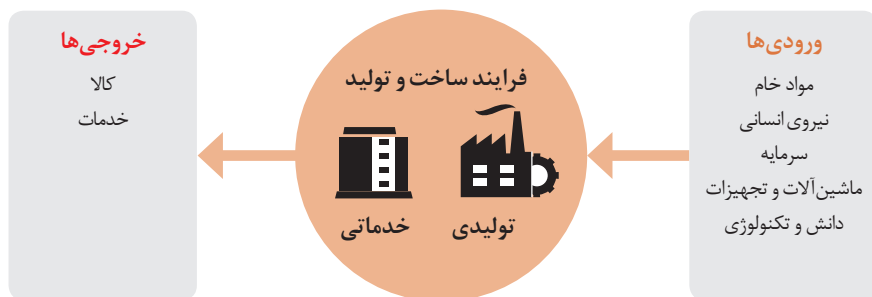 ورودی‌ها
مواد خام
نیروی انسانی
سرمایه
ماشین‌آلات و تجهیزات
دانش و تکنولوژی
فرایند ساخت و تولید
تولیدی
خدماتی
خروجی‌ها
کالا
خدمات